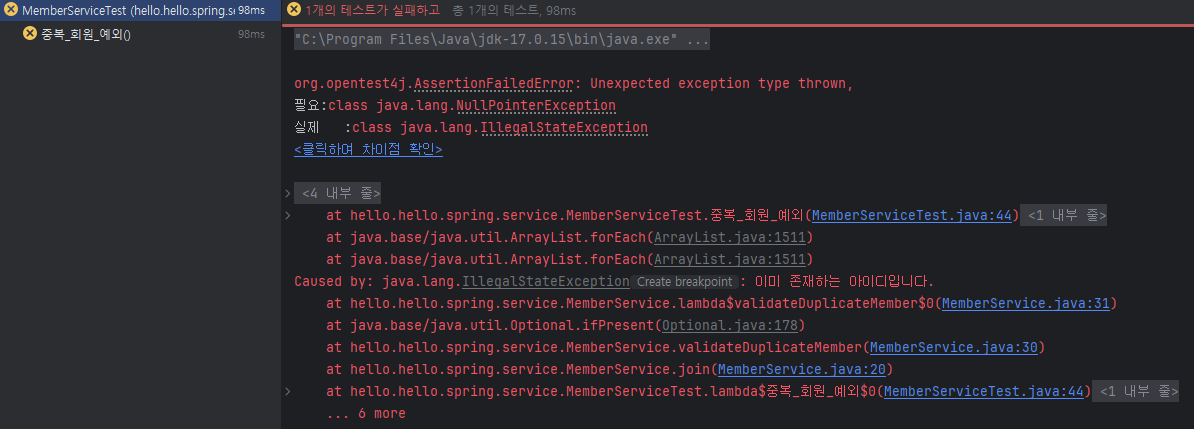 MemberServiceTest (hello.hello.spring.se 98ms
중복_회원_예외() 98ms
1개의 테스트가 실패하고 총 1개의 테스트, 98ms
"C:\Program Files\Java\jdk-17.0.15\bin\java.exe" ...
org.opentest4j.AssertionFailedError: Unexpected exception type thrown,
필요:class java.lang.NullPointerException
실제   :class java.lang.IllegalStateException
<클릭하여 차이점 확인>
<4 내부 줄>
at hello.hello.spring.service.MemberServiceTest.중복_회원_예외(MemberServiceTest.java:44) <1 내부 줄>
at java.base/java.util.ArrayList.forEach(ArrayList.java:1511)
at java.base/java.util.ArrayList.forEach(ArrayList.java:1511)
Caused by: java.lang.IllegalStateException Create breakpoint : 이미 존재하는 아이디입니다.
at hello.hello.spring.service.MemberService.lambda$validateDuplicateMember$0(MemberService.java:31)
at java.base/java.util.Optional.ifPresent(Optional.java:178)
at hello.hello.spring.service.MemberService.validateDuplicateMember(MemberService.java:30)
at hello.hello.spring.service.MemberService.join(MemberService.java:20)
at hello.hello.spring.service.MemberServiceTest.lambda$중복_회원_예외$0(MemberServiceTest.java:44) <1 내부 줄>
... 6 more